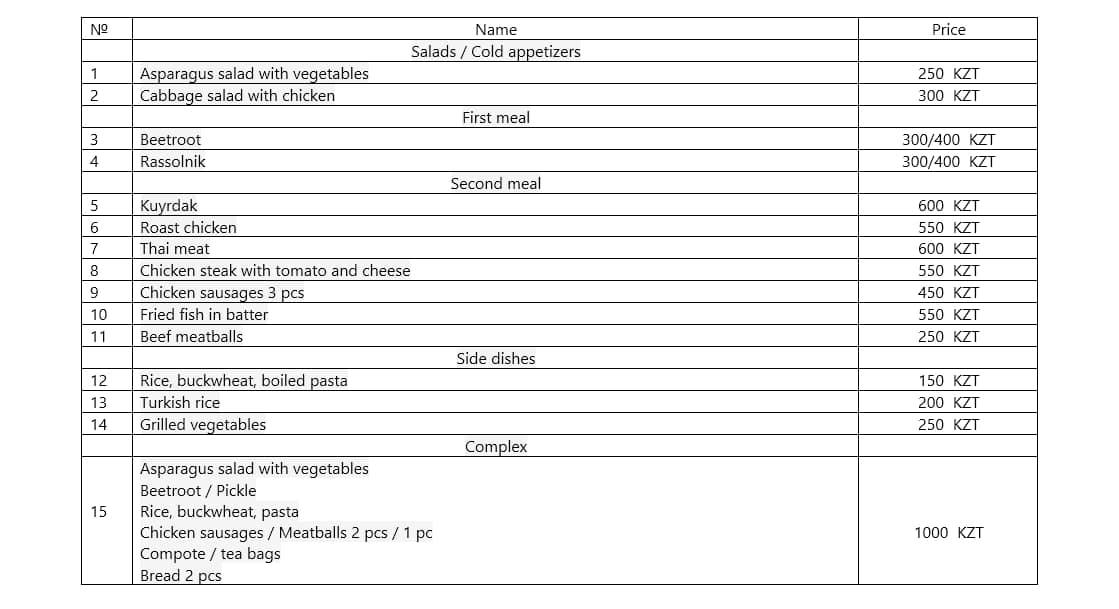 № Name Price
Salads / Cold appetizers
1 Asparagus salad with vegetables 250 KZT
2 Cabbage salad with chicken 300 KZT
First meal
3 Beetroot 300/400 KZT
4 Rassolnik 300/400 KZT
Second meal
5 Kuyrdak 600 KZT
6 Roast chicken 550 KZT
7 Thai meat 600 KZT
8 Chicken steak with tomato and cheese 550 KZT
9 Chicken sausages 3 pcs 450 KZT
10 Fried fish in batter 550 KZT
11 Beef meatballs 250 KZT
Side dishes
12 Rice, buckwheat, boiled pasta 150 KZT
13 Turkish rice 200 KZT
14 Grilled vegetables 250 KZT
Complex
Asparagus salad with vegetables
Beetroot / Pickle
15 Rice, buckwheat, pasta
Chicken sausages / Meatballs 2 pcs / 1 pc 1000 KZT
Compote / tea bags
Bread 2 pcs